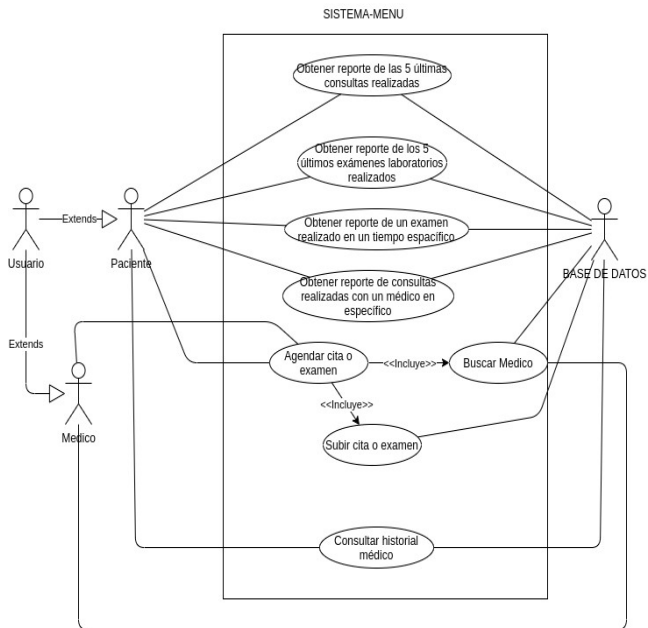 SISTEMA-MENU
Obtener reporte de las 5 últimas
consultas realizadas
Obtener reporte de los 5
últimos exámenes laboratorios
realizados
Extends
Usuario
Paciente
Obtener reporte de un examen
realizado en un tiempo espacífico
BASE DE DATOS
Obtener reporte de consultas
realizadas con un médico en
específico
Extends
Agendar cita o
examen
<<Incluye>>
Buscar Medico
<<Incluye>>
Medico
Subir cita o examen
Consultar historial
médico